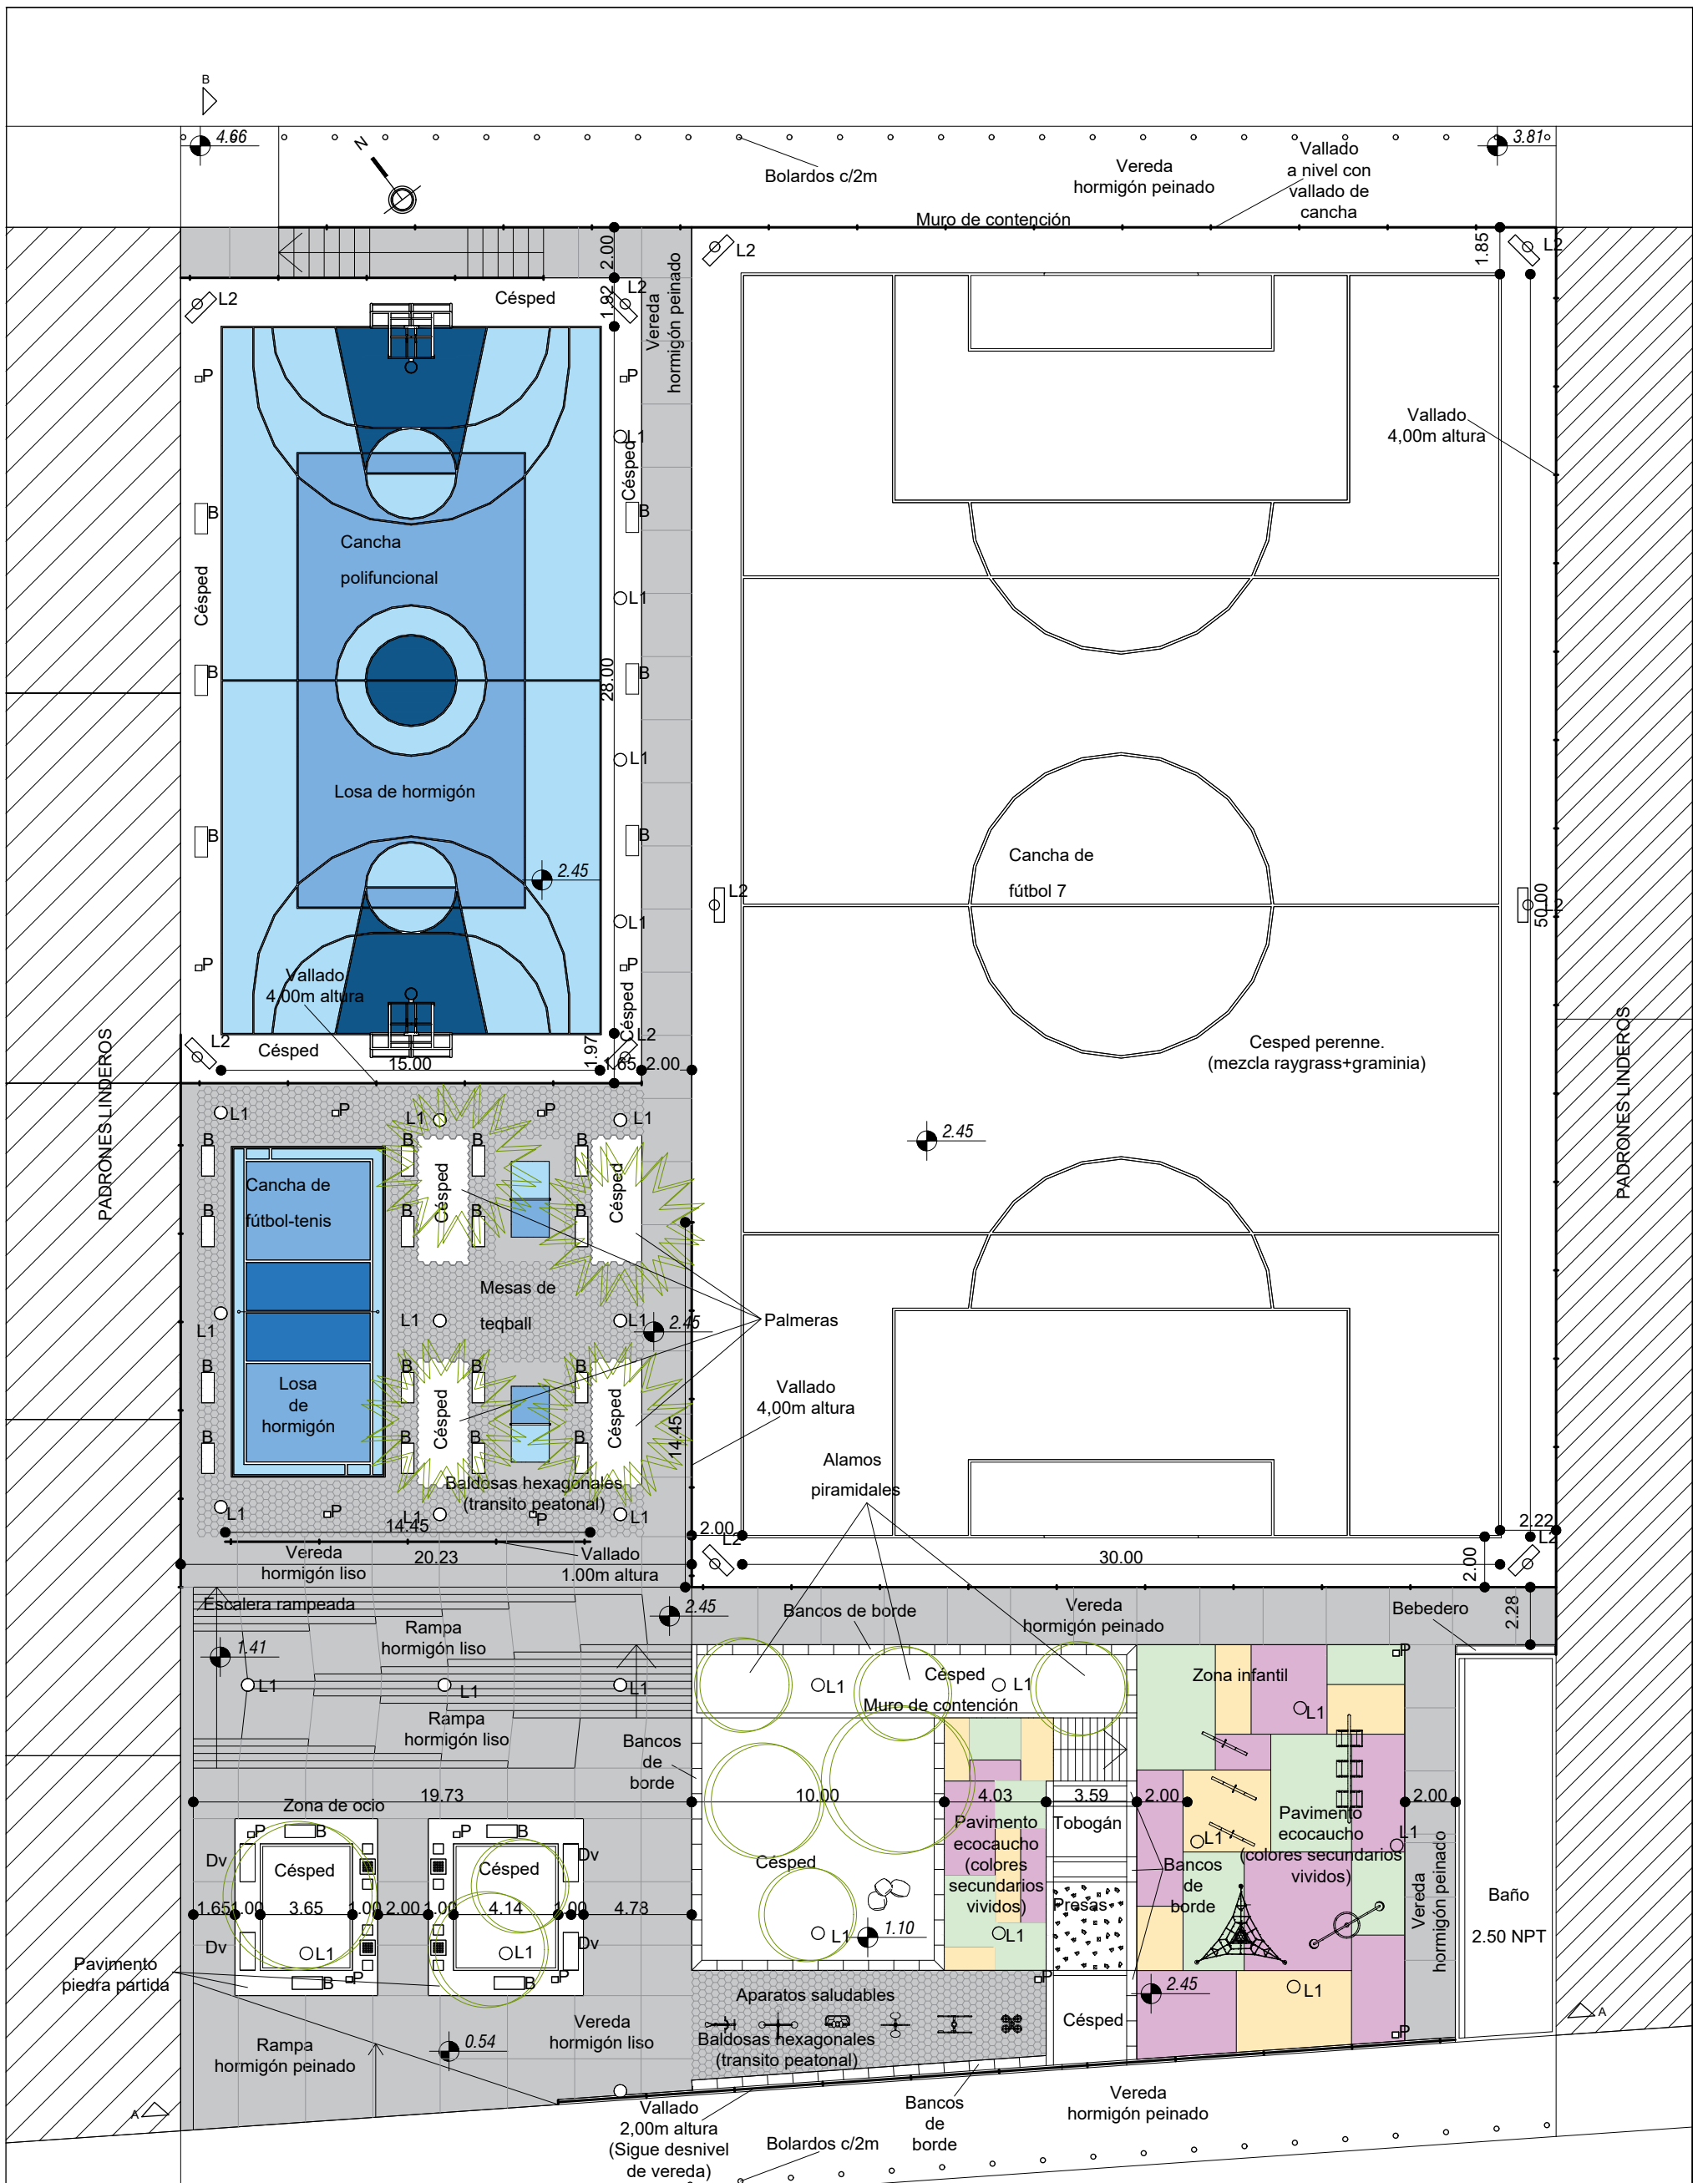 B
4.66
N
Bolardos c/2m
Vereda
hormigón peinado
Vallado
a nivel con
vallado de
cancha
3.81
Muro de contención
2.00
1.92
1.85
L2
L2
L2
L2
Césped
Vereda
hormigón peinado
P
P
Vallado
4,00m altura
L1
Césped
B
B
Cancha
polifuncional
Césped
L1
B
B
28.00
L1
Losa de hormigón
B
B
2.45
Cancha de
fútbol 7
L2
L2
50.00
L1
P
P
Vallado
4,00m altura
Césped
L2
L2
Césped
1.97
15.00
1.65
2.00
Cesped perenne.
(mezcla raygrass+graminia)
PADRONES LINDEROS
PADRONES LINDEROS
2.45
L1
P
L1
P
L1
B
B
B
B
Cancha de
fútbol-tenis
Césped
Césped
B
B
B
B
Mesas de
teqball
L1
L1
L1
2.45
Palmeras
B
B
B
B
Losa
de
hormigón
Césped
Césped
Vallado
4,00m altura
14.45
B
B
B
B
Alamos
piramidales
Baldosas hexagonales
(transito peatonal)
L1
P
L1
P
L1
14.45
2.00
2.22
L2
L2
Vereda
hormigón liso
20.23
Vallado
1.00m altura
30.00
2.00
Escalera rampeada
2.45
Bancos de borde
Vereda
hormigón peinado
Bebedero
2.28
Rampa
hormigón liso
1.41
P
Césped
Zona infantil
L1
L1
L1
L1
L1
Muro de contención
L1
Rampa
hormigón liso
Bancos
de
borde
19.73
10.00
4.03
3.59
2.00
2.00
Zona de ocio
P
B
P
B
Pavimento
ecocaucho
(colores
secundarios
vividos)
Tobogán
Pavimento
ecocaucho
(colores secundarios
vividos)
L1
L1
Dv
Césped
Césped
Dv
Césped
Bancos
de
borde
Vereda
hormigón peinado
Baño
2.50 NPT
1.65
1.00
3.65
1.00
2.00
1.00
4.14
1.00
4.78
Presas
Dv
L1
L1
Dv
L1
1.10
L1
Pavimento
piedra partida
B
P
B
P
P
2.45
L1
Aparatos saludables
Césped
A
Vereda
hormigón liso
Baldosas hexagonales
(transito peatonal)
P
Rampa
hormigón peinado
0.54
A
Vallado
2,00m altura
(Sigue desnivel
de vereda)
Bancos
de
borde
Vereda
hormigón peinado
Bolardos c/2m